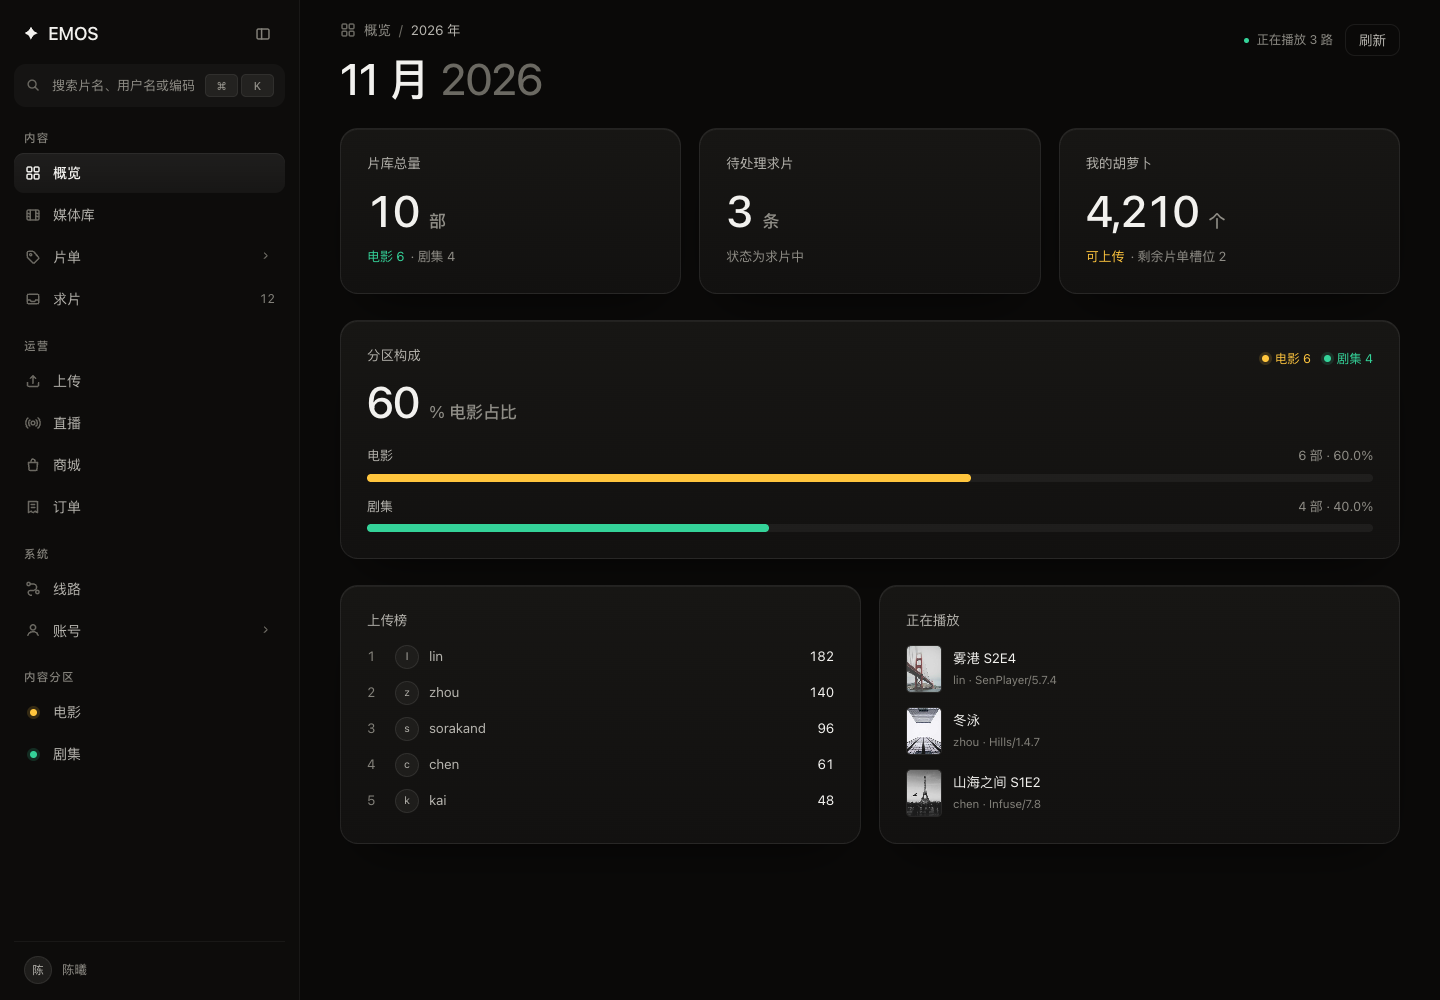 EMOS
搜索片名、用户名或编码 ⌘ K
内容
概览
媒体库
片单
求片 12
运营
上传
直播
商城
订单
系统
线路
账号
内容分区
电影
剧集
陈 陈曦
概览 / 2026 年
11 月 2026
正在播放 3 路 刷新
片库总量
10 部
电影 6 · 剧集 4
待处理求片
3 条
状态为求片中
我的胡萝卜
4,210 个
可上传 · 剩余片单槽位 2
分区构成
电影 6 剧集 4
60 % 电影占比
电影 6 部 · 60.0%
剧集 4 部 · 40.0%
上传榜
1 l lin 182
2 z zhou 140
3 s sorakand 96
4 c chen 61
5 k kai 48
正在播放
雾港 S2E4
lin · SenPlayer/5.7.4
冬泳
zhou · Hills/1.4.7
山海之间 S1E2
chen · Infuse/7.8